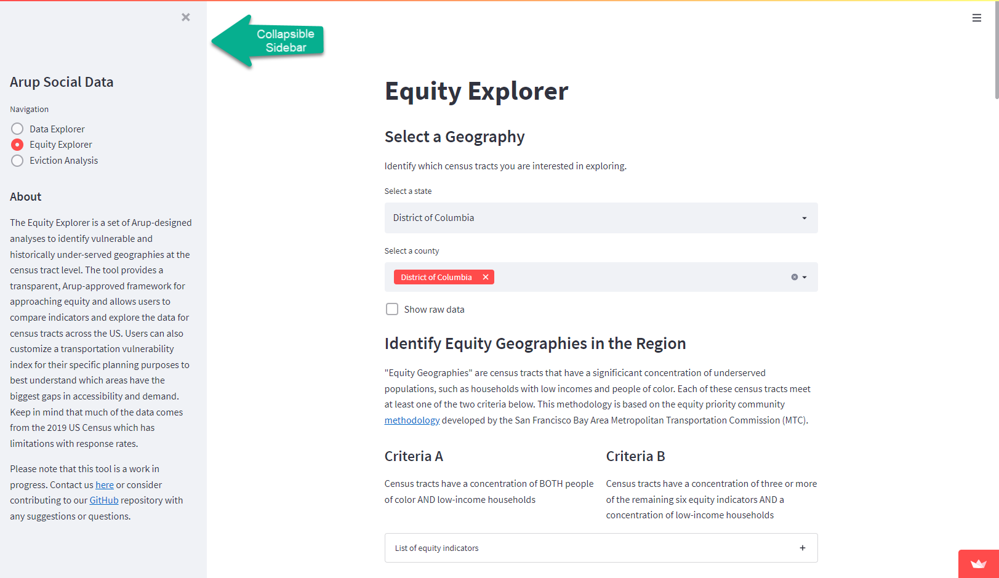 Collapsible
Sidebar
Arup Social Data
Navigation
Data Explorer
Equity Explorer
Eviction Analysis
About
The Equity Explorer is a set of Arup-designed
analyses to identify vulnerable and
historically under-served geographies at the
census tract level. The tool provides a
transparent, Arup-approved framework for
approaching equity and allows users to
compare indicators and explore the data for
census tracts across the US. Users can also
customize a transportation vulnerability
index for their specific planning purposes to
best understand which areas have the
biggest gaps in accessibility and demand.
Keep in mind that much of the data comes
from the 2019 US Census which has
limitations with response rates.
Please note that this tool is a work in
progress. Contact us here or consider
contributing to our GitHub repository with
any suggestions or questions.
Equity Explorer
Select a Geography
Identify which census tracts you are interested in exploring.
Select a state
District of Columbia
Select a county
District of Columbia
Show raw data
Identify Equity Geographies in the Region
"Equity Geographies" are census tracts that have a significicant concentration of underserved
populations, such as households with low incomes and people of color. Each of these census tracts meet
at least one of the two criteria below. This methodology is based on the equity priority community
methodology developed by the San Francisco Bay Area Metropolitan Transportation Commission (MTC).
Criteria A
Census tracts have a concentration of BOTH people
of color AND low-income households
Criteria B
Census tracts have a concentration of three or more
of the remaining six equity indicators AND a
concentration of low-income households
List of equity indicators